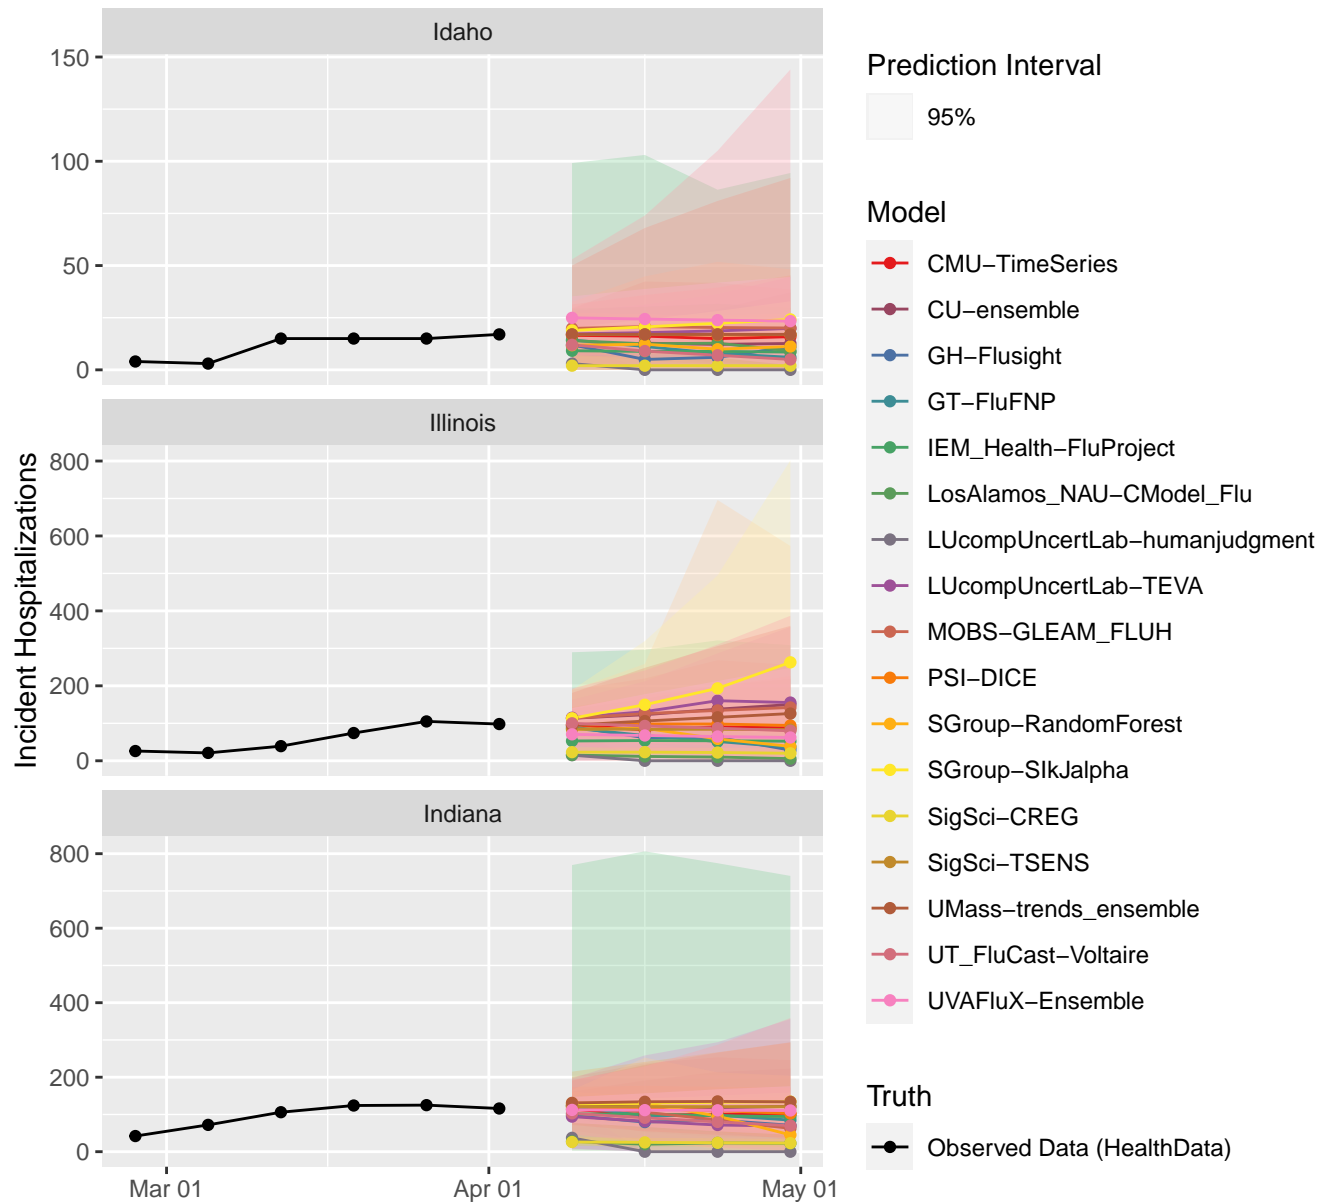 Idaho
150
100
50
0
Illinois
800
600
400
200
0
Indiana
800
600
400
200
0
Mar 01
Apr 01
May 01
Incident Hospitalizations
Prediction Interval
95%
Model
CMU−TimeSeries
CU−ensemble
GH−Flusight
GT−FluFNP
IEM_Health−FluProject
LosAlamos_NAU−CModel_Flu
LUcompUncertLab−humanjudgment
LUcompUncertLab−TEVA
MOBS−GLEAM_FLUH
PSI−DICE
SGroup−RandomForest
SGroup−SIkJalpha
SigSci−CREG
SigSci−TSENS
UMass−trends_ensemble
UT_FluCast−Voltaire
UVAFluX−Ensemble
Truth
Observed Data (HealthData)